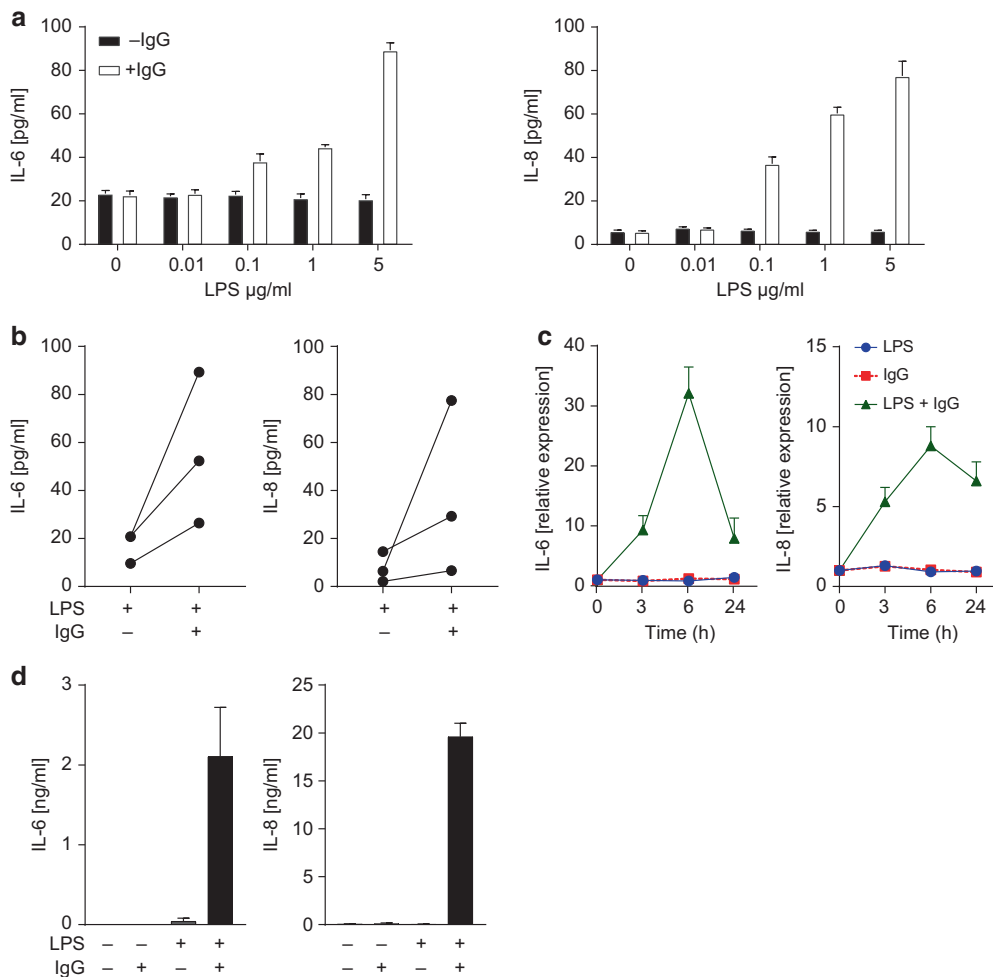 a
100
80
60
40
20
0
IL-6 [pg/ml]
–IgG
+IgG
0 0.01 0.1 1 5
LPS µg/ml
100
80
60
40
20
0
IL-8 [pg/ml]
0 0.01 0.1 1 5
LPS µg/ml
b
100
80
60
40
20
0
IL-6 [pg/ml]
LPS + +
IgG – +
100
80
60
40
20
0
IL-8 [pg/ml]
+ +
– +
c
40
30
20
10
0
IL-6 [relative expression]
0 3 6 24
Time (h)
15
10
5
0
IL-8 [relative expression]
LPS
IgG
LPS + IgG
0 3 6 24
Time (h)
d
3
2
1
0
IL-6 [ng/ml]
LPS – – + +
IgG – + – +
25
20
15
10
5
0
IL-8 [ng/ml]
– – + +
– + – +